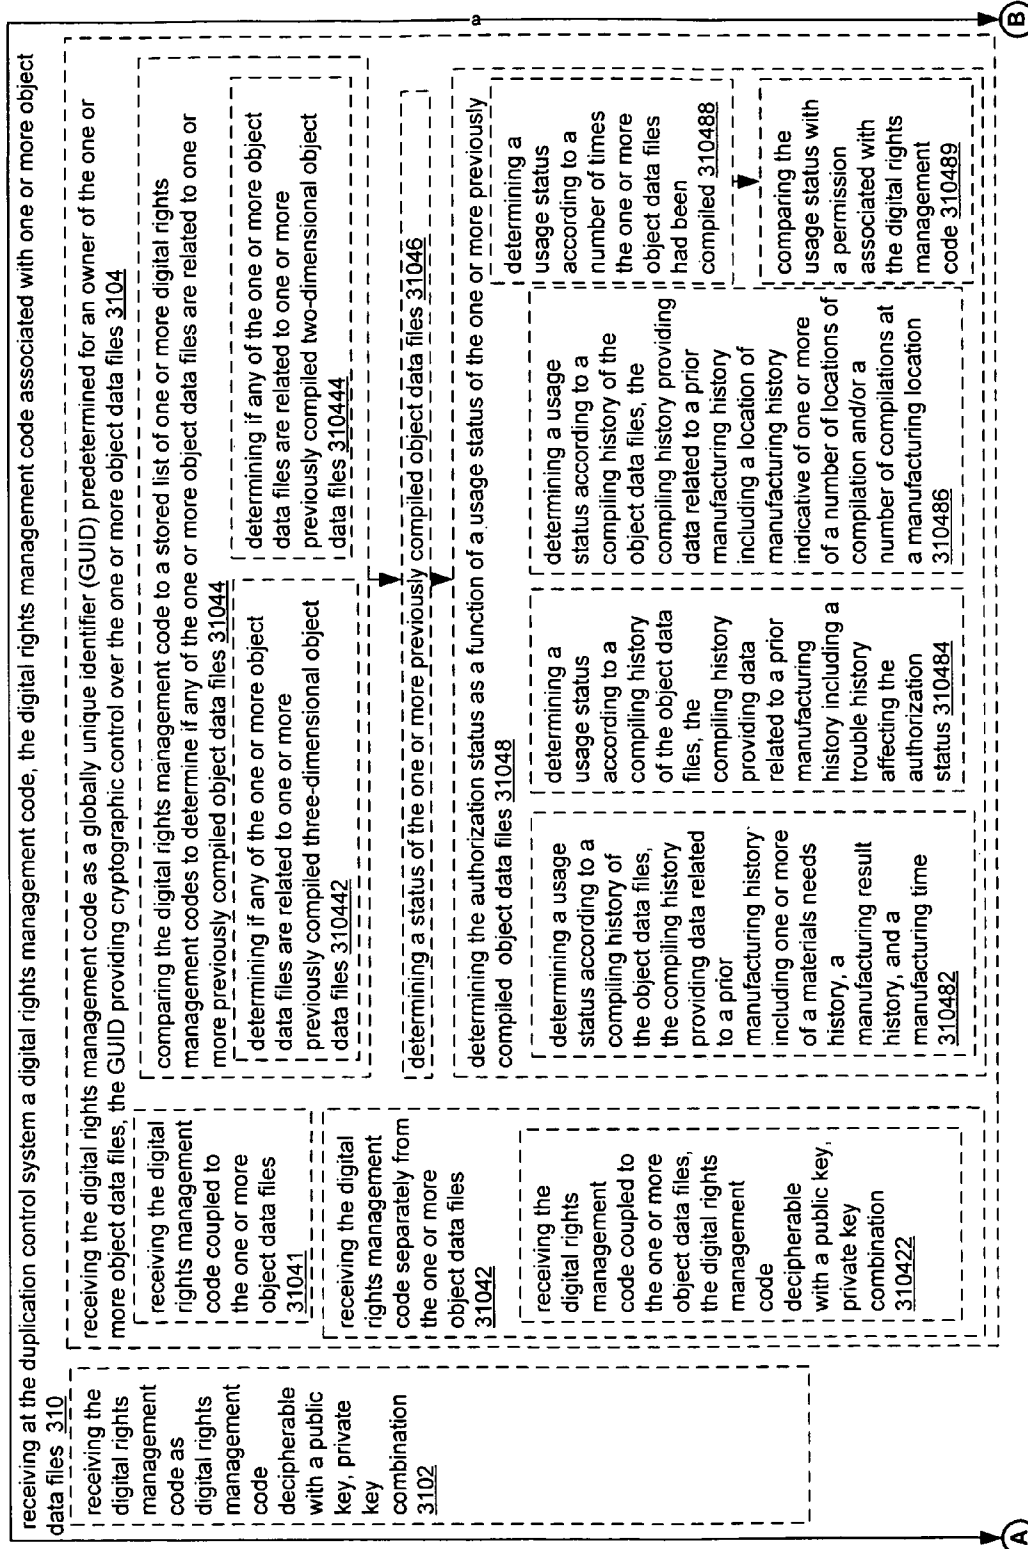 receiving at the duplication control system a digital rights management code, the digital rights management code associated with one or more object
data files 310
receiving the
digital rights
management
code as
digital rights
management
code
decipherable
with a public
key, private
key
combination
3102
receiving the digital rights management code as a globally unique identifier (GUID) predetermined for an owner of the one or
more object data files, the GUID providing cryptographic control over the one or more object data files 3104
receiving the digital
rights management
code coupled to
the one or more
object data files
31041
receiving the digital
rights management
code separately from
the one or more
object data files
31042
receiving the
digital rights
management
code coupled to
the one or more
object data files,
the digital rights
management
code
decipherable
with a public key,
private key
combination
310422
comparing the digital rights management code to a stored list of one or more digital rights
management codes to determine if any of the one or more object data files are related to one or
more previously compiled object data files 31044
determining if any of the one or more object
data files are related to one or more
previously compiled three-dimensional object
data files 310442
determining if any of the one or more object
data files are related to one or more
previously compiled two-dimensional object
data files 310444
determining a status of the one or more previously compiled object data files 31046
determining the authorization status as a function of a usage status of the one or more previously
compiled object data files 31048
determining a usage
status according to a
compiling history of
the object data files,
the compiling history
providing data related
to a prior
manufacturing history
including one or more
of a materials needs
history, a
manufacturing result
history, and a
manufacturing time
310482
determining a
usage status
according to a
compiling history
of the object data
files, the
compiling history
providing data
related to a prior
manufacturing
history including a
trouble history
affecting the
authorization
status 310484
determining a usage
status according to a
compiling history of the
object data files, the
compiling history providing
data related to a prior
manufacturing history
including a location of
manufacturing history
indicative of one or more
of a number of locations of
compilation and/or a
number of compilations at
a manufacturing location
310486
determining a
usage status
according to a
number of times
the one or more
object data files
had been
compiled 310488
comparing the
usage status with
a permission
associated with
the digital rights
management
code 310489
a
A
B